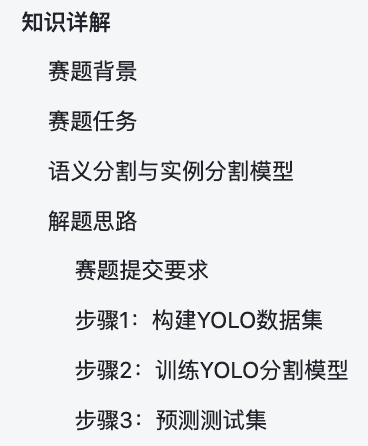 知识详解
赛题背景
赛题任务
语义分割与实例分割模型
解题思路
赛题提交要求
步骤1：构建YOLO数据集
步骤2：训练YOLO分割模型
步骤3：预测测试集